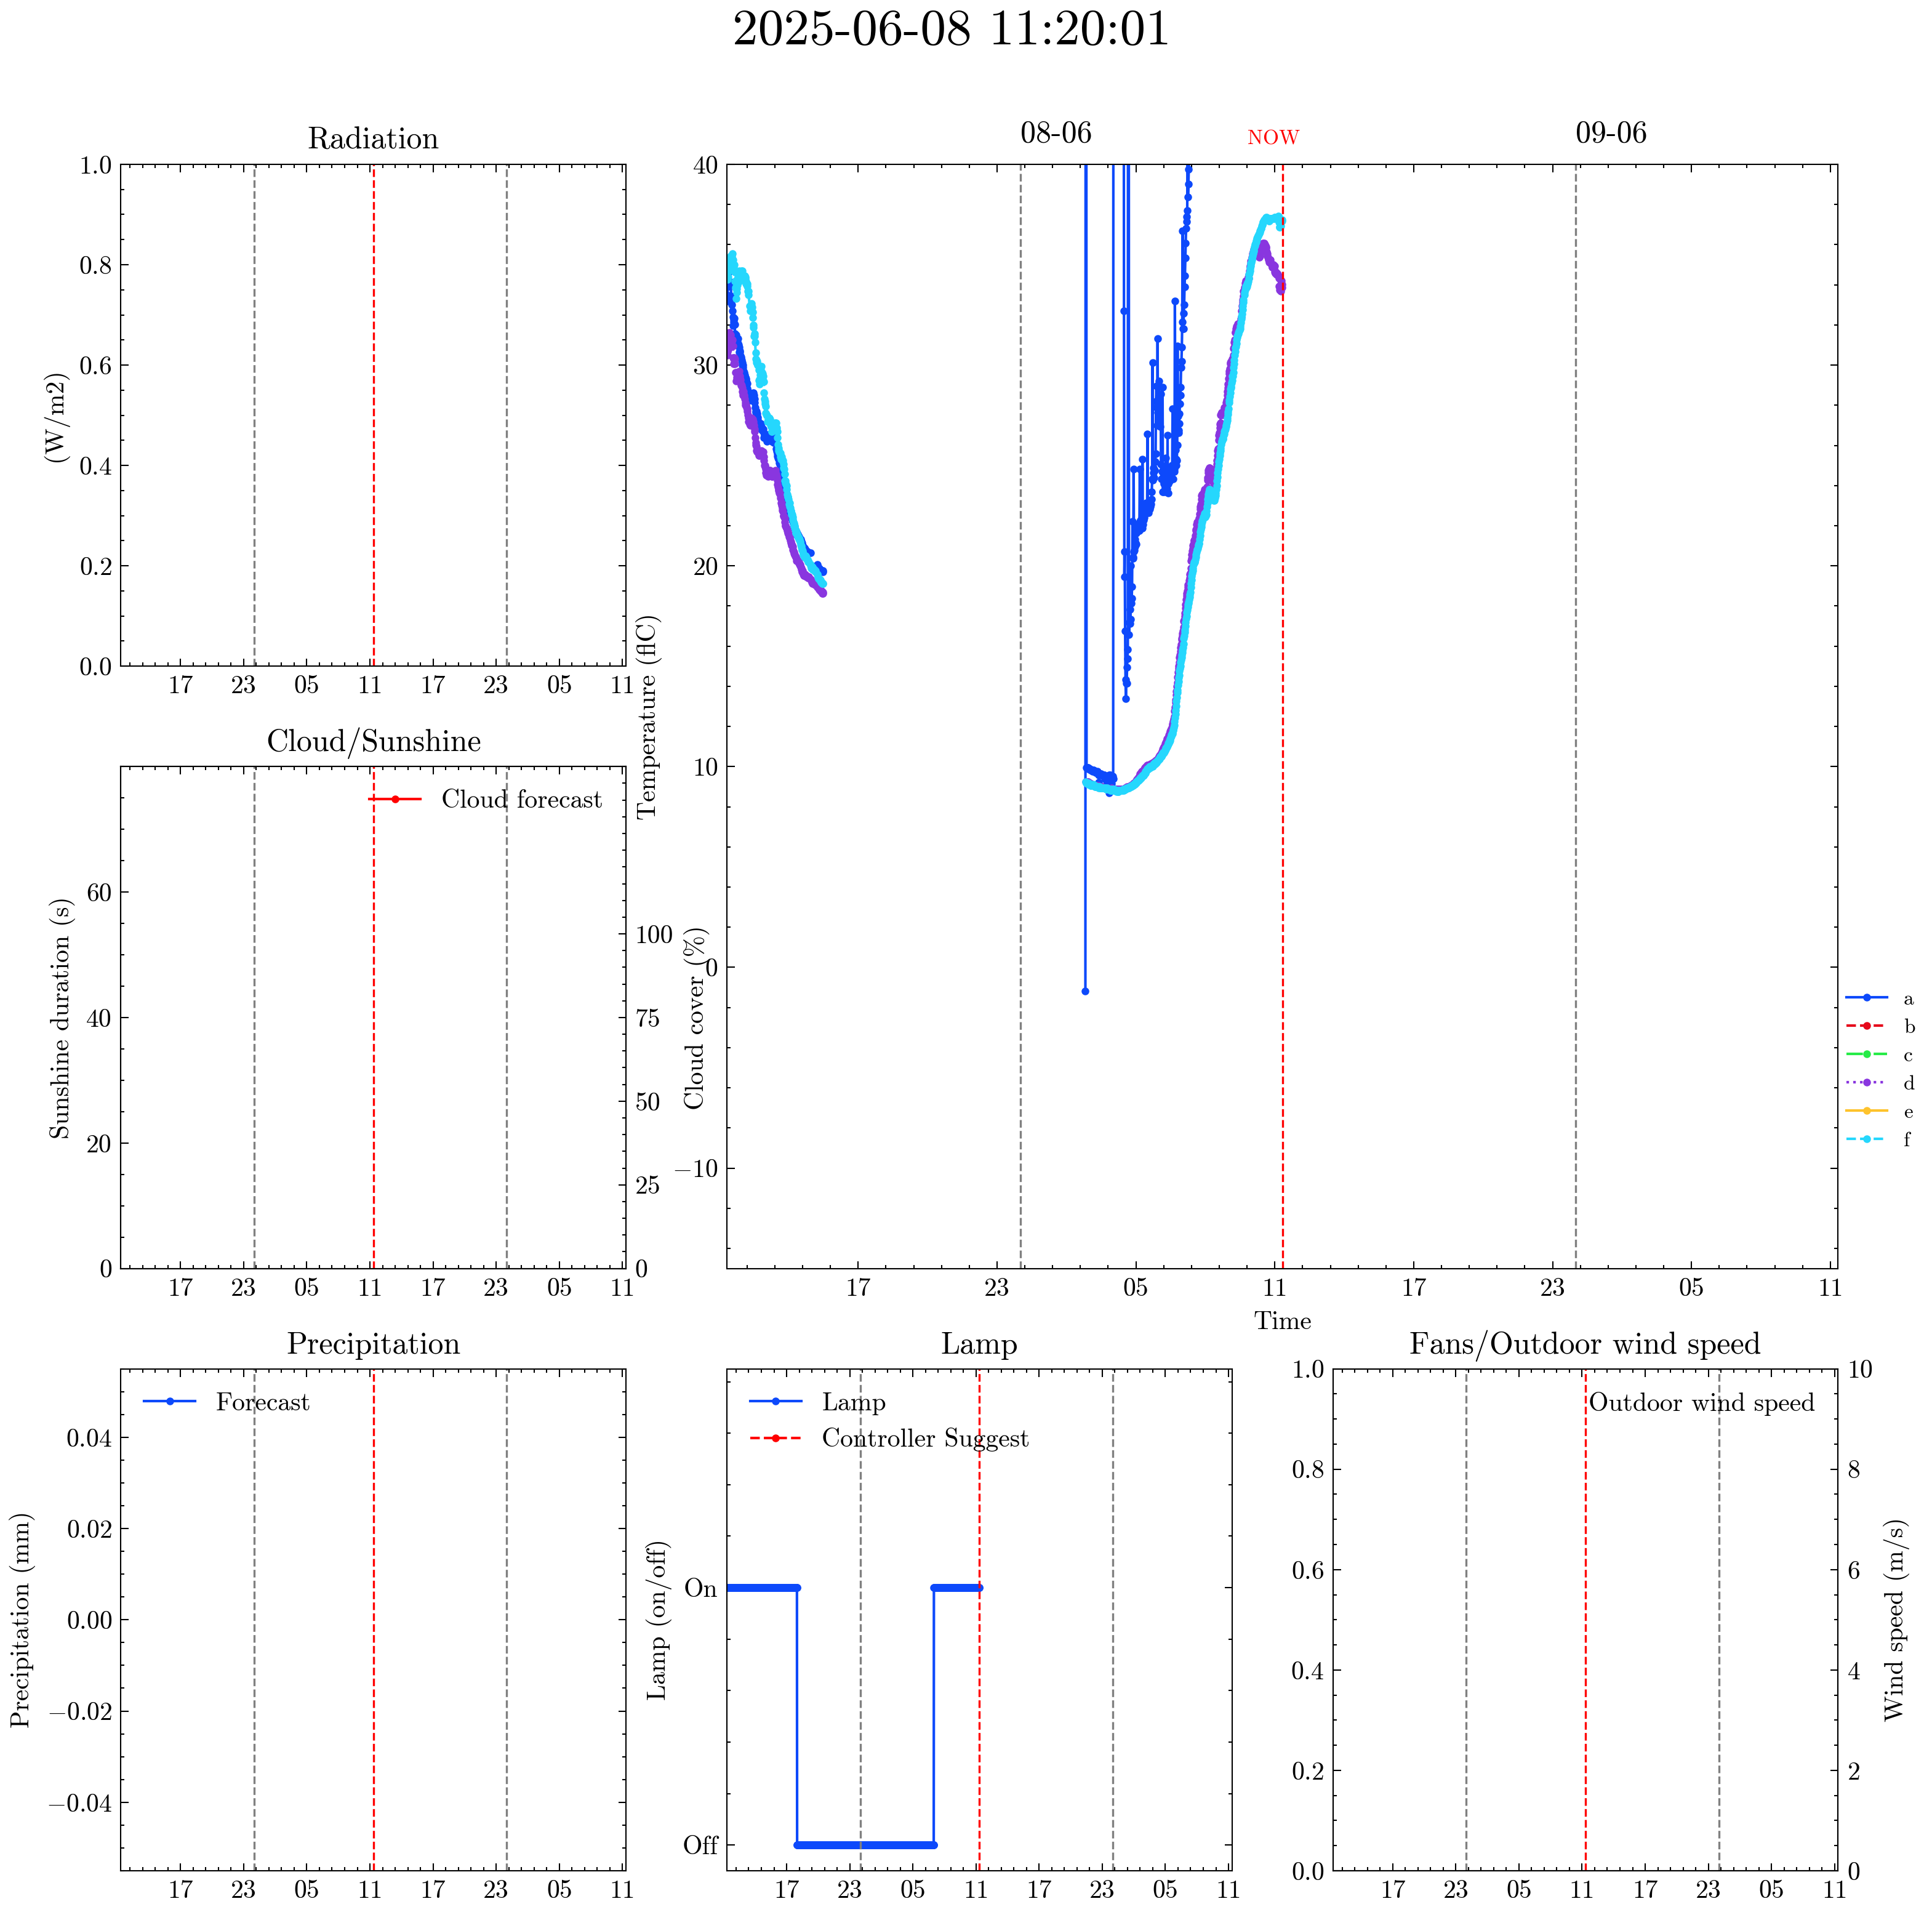 2025-06-08 11:20:01
Radiation
(W/m2)
1.0
0.8
0.6
0.4
0.2
0.0
17 23 05 11 17 23 05 11
08-06 NOW 09-06
Temperature (flC)
40
30
20
10
0
−10
17 23 05 11 17 23 05 11
Time
a
b
c
d
e
f
Cloud/Sunshine
Cloud forecast
Sunshine duration (s)
60
40
20
0
Cloud cover (%)
100
75
50
25
0
17 23 05 11 17 23 05 11
Precipitation
Forecast
Precipitation (mm)
0.04
0.02
0.00
−0.02
−0.04
17 23 05 11 17 23 05 11
Lamp
Lamp
Controller Suggest
Lamp (on/off)
On
Off
17 23 05 11 17 23 05 11
Fans/Outdoor wind speed
Outdoor wind speed
1.0
0.8
0.6
0.4
0.2
0.0
10
8
6
4
2
0
Wind speed (m/s)
17 23 05 11 17 23 05 11